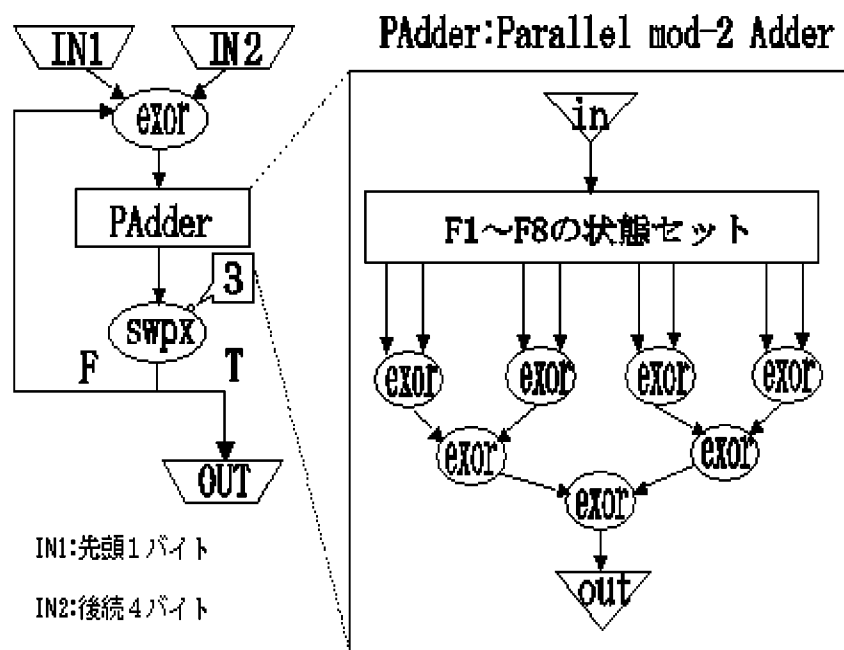 IN1
IN2
exor
PAdder
3
swpx
F
T
OUT
IN1:先頭1バイト
IN2:後続4バイト
PAdder:Parallel mod-2 Adder
in
F1～F8の状態セット
exor
exor
exor
exor
exor
exor
exor
out